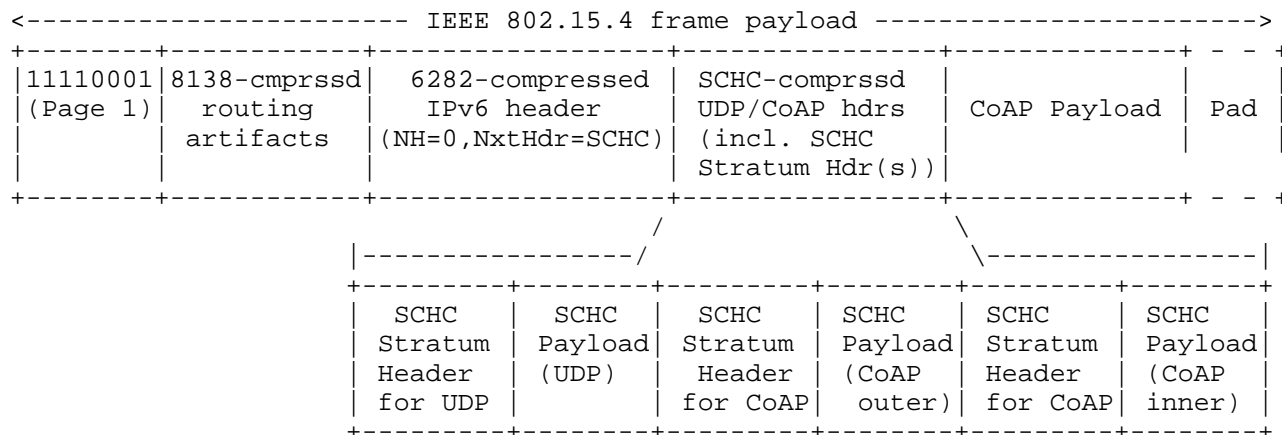 <------------------------ IEEE 802.15.4 frame payload ------------------------>
+--------+------------+------------------+----------------+--------------+ - - +
|11110001|8138-cmprssd|  6282-compressed | SCHC-comprssd  |              |     |
|(Page 1)|  routing   |    IPv6 header   | UDP/CoAP hdrs  | CoAP Payload | Pad |
|        | artifacts  |(NH=0,NxtHdr=SCHC)| (incl. SCHC    |              |     |
|        |            |                  | Stratum Hdr(s))|
+--------+------------+------------------+----------------+--------------+ - - +
/                  \
|-----------------/                    \-----------------|
+---------+--------+---------+--------+---------+--------+
|  SCHC   |  SCHC  |  SCHC   | SCHC   | SCHC    | SCHC   |
| Stratum | Payload| Stratum | Payload| Stratum | Payload|
| Header  | (UDP)  |  Header | (CoAP  | Header  | (CoAP  |
| for UDP |        | for CoAP|  outer)| for CoAP| inner) |
+---------+--------+---------+--------+---------+--------+